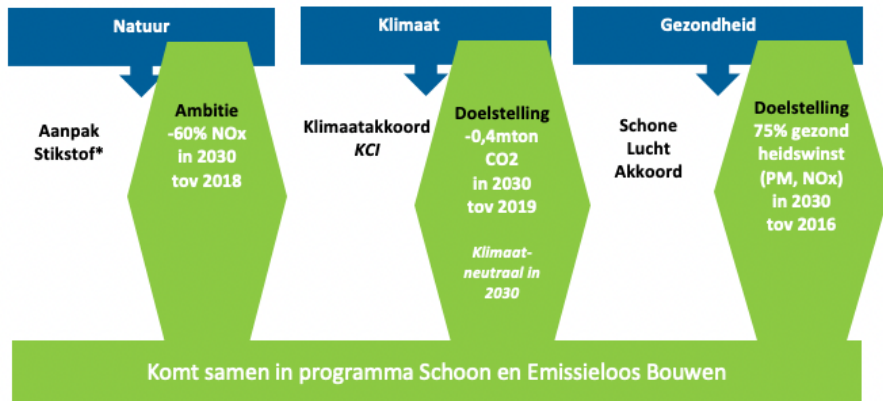 Natuur
Klimaat
Gezondheid
Aanpak
Stikstof*
Ambitie
-60% NOx
in 2030
tov 2018
Klimaatakkoord
KCI
Doelstelling
-0,4mton
CO2
in 2030
tov 2019
Klimaat-
neutraal in
2030
Schone
Lucht
Akkoord
Doelstelling
75% gezond
heidswinst
(PM, NOx)
in 2030
tov 2016
Komt samen in programma Schoon en Emissieloos Bouwen